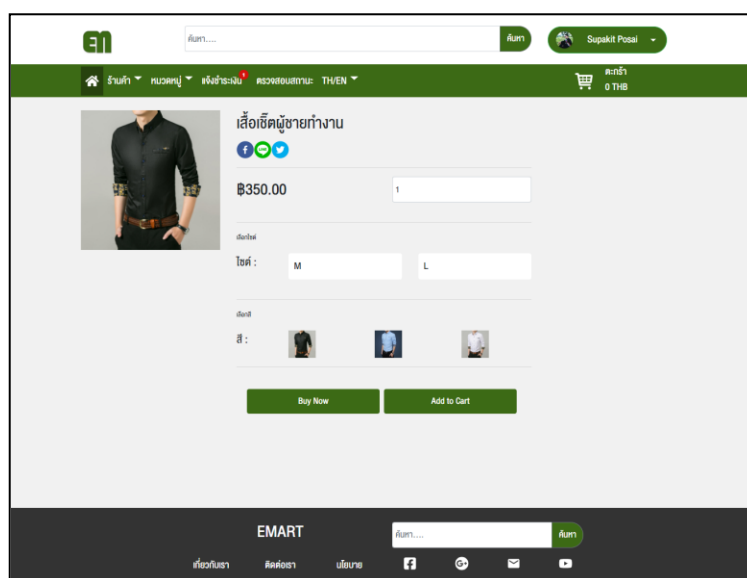 ค้นหา....
ค้นหา
Supakit Posai
ร้านค้า
หมวดหมู่
แจ้งชำระเงิน
ตรวจสอบสถานะ
TH/EN
ตะกร้า
0 THB
เสื้อเชิ๊ตผู้ชายทำงาน
LINE
฿350.00
1
เลือกไซต์
ไซต์ :
M
L
เลือกสี
สี :
Buy Now
Add to Cart
EMART
ค้นหา....
ค้นหา
เกี่ยวกับเรา
ติดต่อเรา
นโยบาย